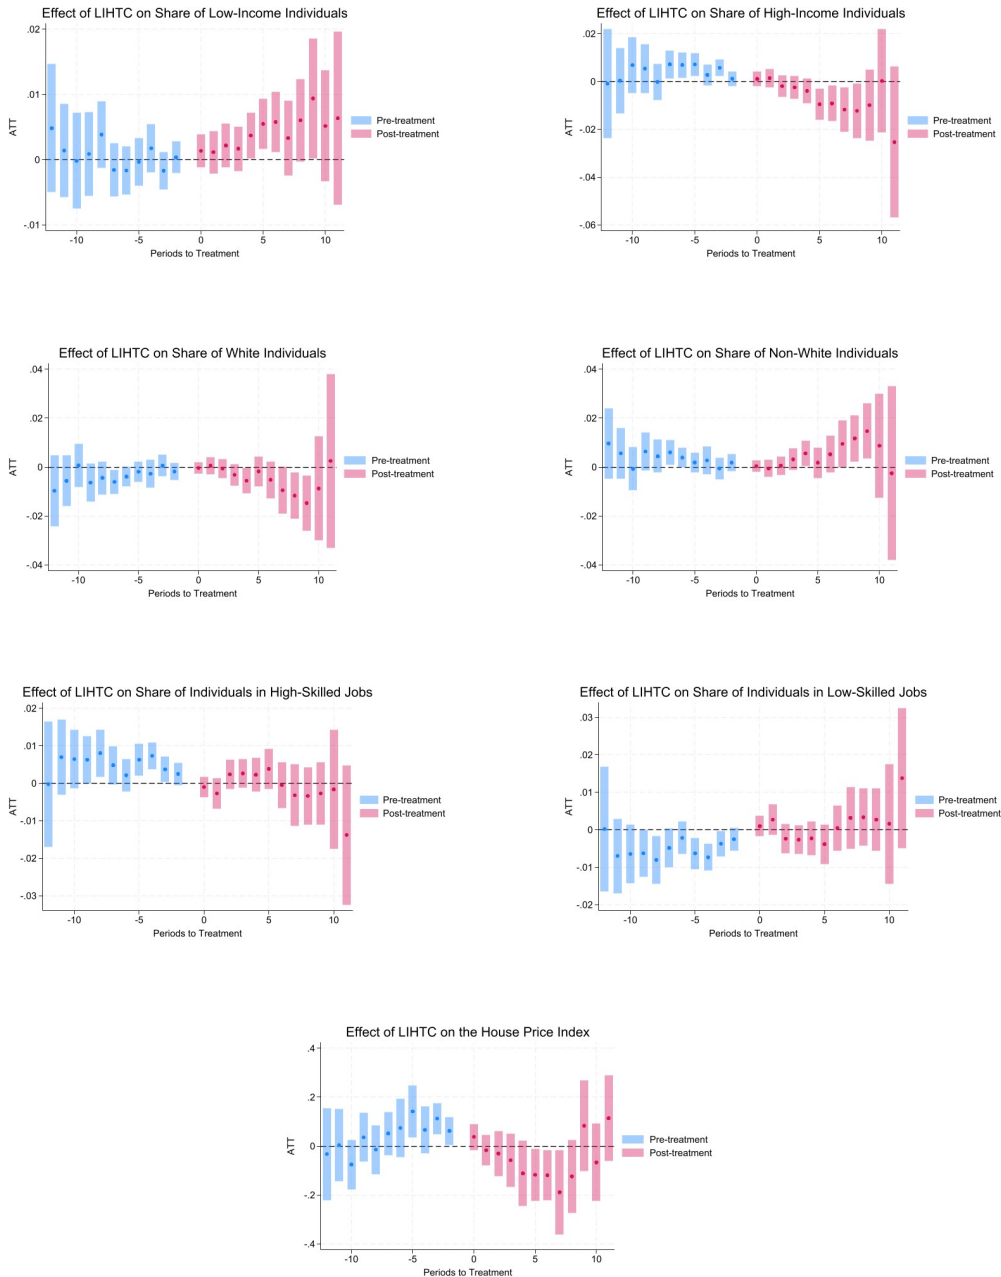 Effect of LIHTC on Share of Low-Income Individuals
.02
.01
0
-.01
ATT
-10
-5
0
5
10
Periods to Treatment
Pre-treatment
Post-treatment
Effect of LIHTC on Share of High-Income Individuals
.02
0
-.02
-.04
-.06
ATT
-10
-5
0
5
10
Periods to Treatment
Pre-treatment
Post-treatment
Effect of LIHTC on Share of White Individuals
.04
.02
0
-.02
-.04
ATT
-10
-5
0
5
10
Periods to Treatment
Pre-treatment
Post-treatment
Effect of LIHTC on Share of Non-White Individuals
.04
.02
0
-.02
-.04
ATT
-10
-5
0
5
10
Periods to Treatment
Pre-treatment
Post-treatment
Effect of LIHTC on Share of Individuals in High-Skilled Jobs
.02
.01
0
-.01
-.02
-.03
ATT
-10
-5
0
5
10
Periods to Treatment
Pre-treatment
Post-treatment
Effect of LIHTC on Share of Individuals in Low-Skilled Jobs
.03
.02
.01
0
-.01
-.02
ATT
-10
-5
0
5
10
Periods to Treatment
Pre-treatment
Post-treatment
Effect of LIHTC on the House Price Index
.4
.2
0
-.2
-.4
ATT
-10
-5
0
5
10
Periods to Treatment
Pre-treatment
Post-treatment